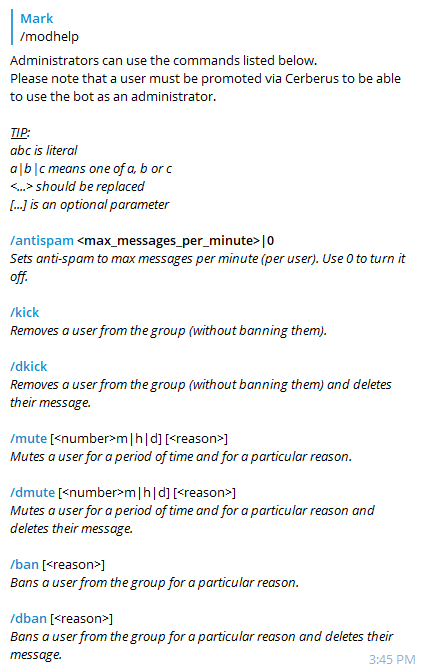 Mark
/modhelp
Administrators can use the commands listed below.
Please note that a user must be promoted via Cerberus to be able
to use the bot as an administrator.
TIP:
abc is literal
a|b|c means one of a, b or c
<...> should be replaced
[...] is an optional parameter
/antispam <max_messages_per_minute>|0
Sets anti-spam to max messages per minute (per user). Use 0 to turn it
off.
/kick
Removes a user from the group (without banning them).
/dkick
Removes a user from the group (without banning them) and deletes
their message.
/mute [<number>m|h|d] [<reason>]
Mutes a user for a period of time and for a particular reason.
/dmute [<number>m|h|d] [<reason>]
Mutes a user for a period of time and for a particular reason and
deletes their message.
/ban [<reason>]
Bans a user from the group for a particular reason.
/dban [<reason>]
Bans a user from the group for a particular reason and deletes their
message.
3:45 PM